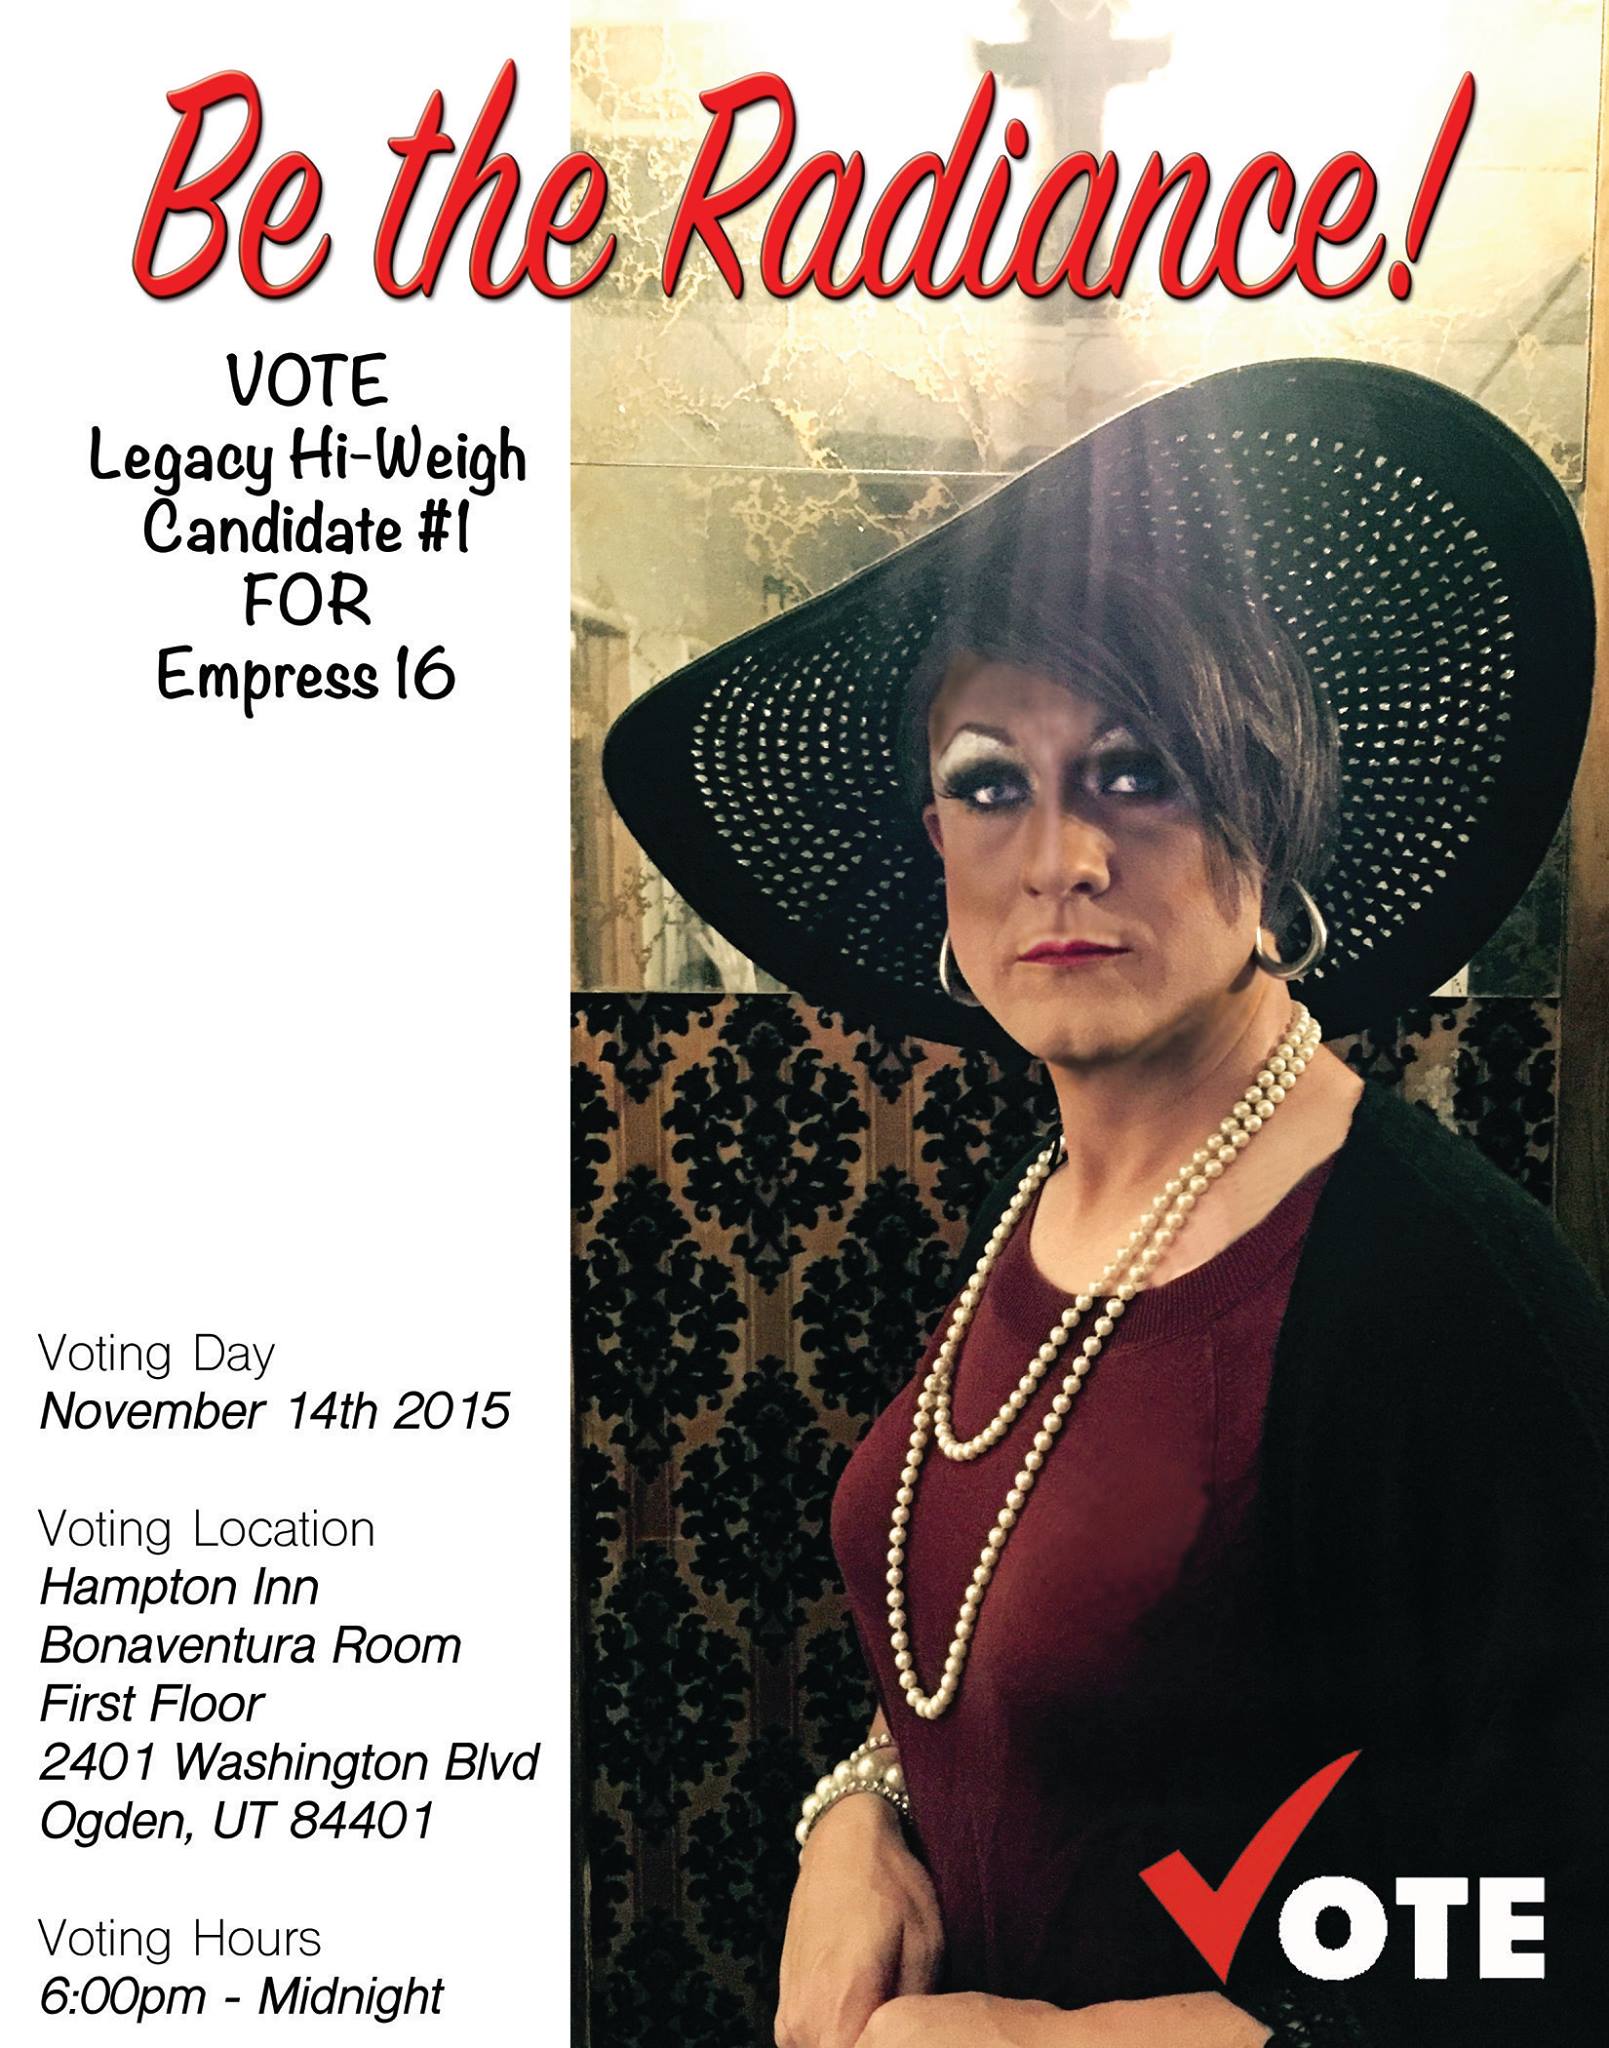 Be the Radiance!
VOTE
Legacy Hi-Weigh
Candidate #1
FOR
Empress 16
Voting Day
November 14th 2015
Voting Location
Hampton Inn
Bonaventura Room
First Floor
2401 Washington Blvd
Ogden, UT 84401
Voting Hours
6:00pm - Midnight
VOTE